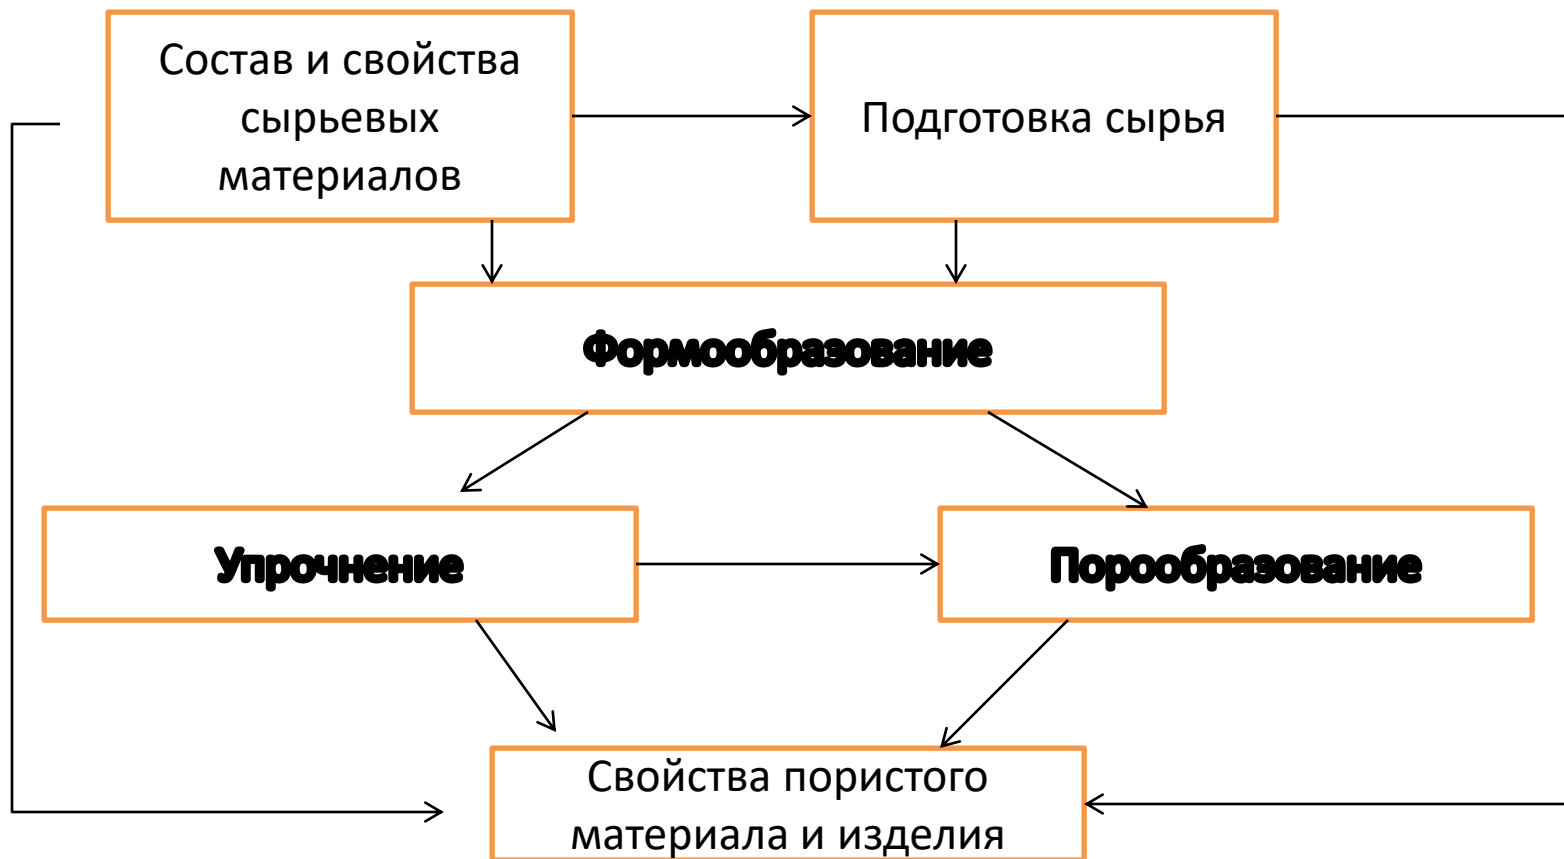 Состав и свойства
сырьевых
материалов
Подготовка сырья
Формообразование
Упрочнение
Порообразование
Свойства пористого
материала и изделия